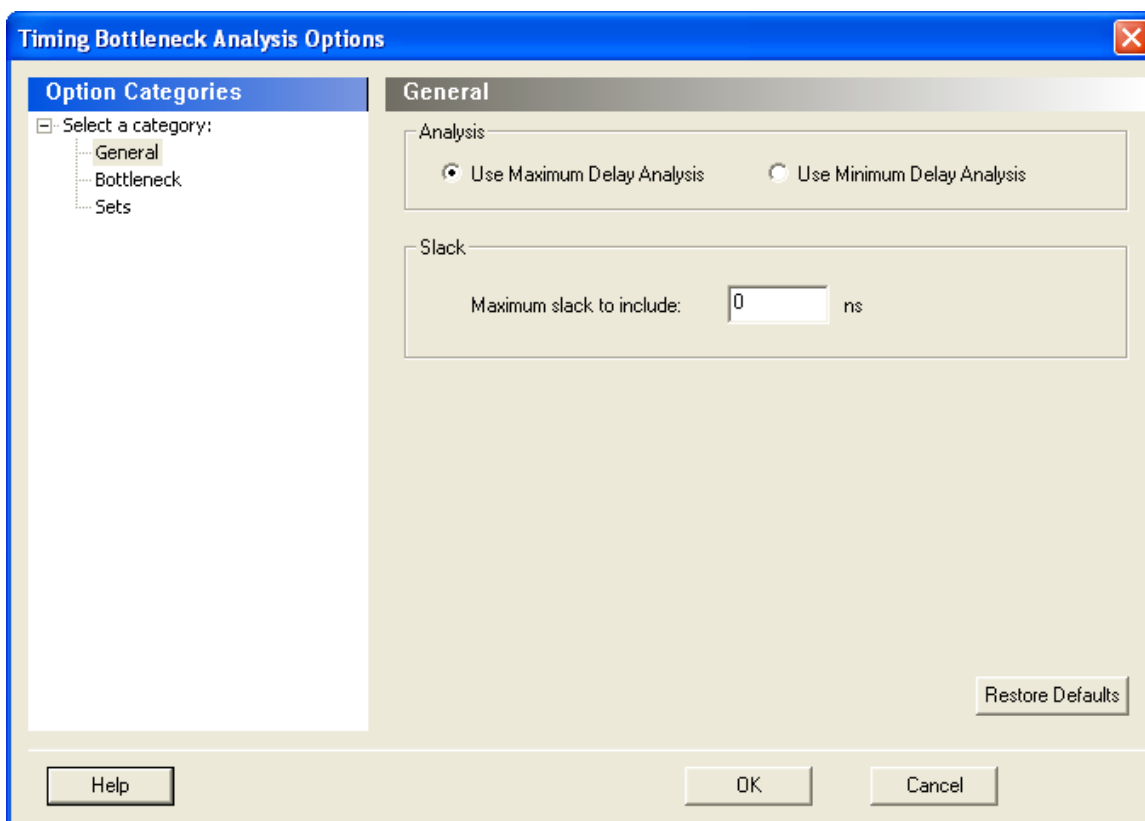 Timing Bottleneck Analysis Options
Option Categories
Select a category:
General
Bottleneck
Sets
General
Analysis
Use Maximum Delay Analysis
Use Minimum Delay Analysis
Slack
Maximum slack to include: 0 ns
Restore Defaults
Help
OK
Cancel